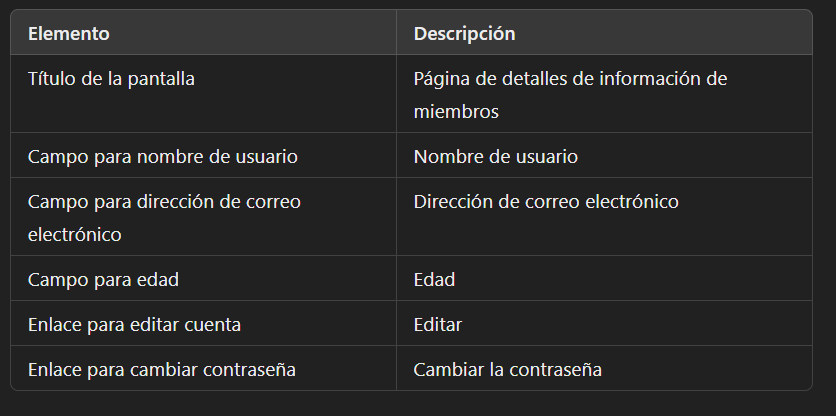 Elemento Descripción
Título de la pantalla Página de detalles de información de
miembros
Campo para nombre de usuario Nombre de usuario
Campo para dirección de correo Dirección de correo electrónico
electrónico
Campo para edad Edad
Enlace para editar cuenta Editar
Enlace para cambiar contraseña Cambiar la contraseña